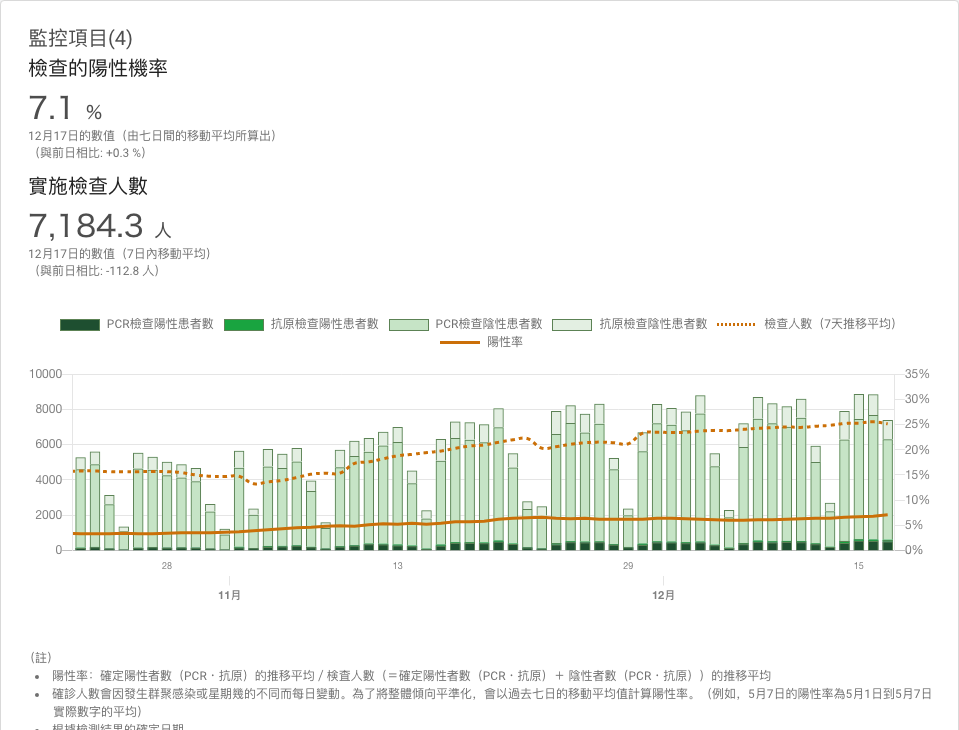 監控項目(4)
檢查的陽性機率
7.1 %
12月17日的數值（由七日間的移動平均所算出）
（與前日相比: +0.3 %）
實施檢查人數
7,184.3 人
12月17日的數值（7日內移動平均）
（與前日相比: -112.8 人）
PCR檢查陽性患者數 抗原檢查陽性患者數 PCR檢查陰性患者數 抗原檢查陰性患者數 檢查人數（7天推移平均）
陽性率
10000 35%
30%
8000
25%
6000
20%
4000
15%
10%
2000
5%
0 0%
28 13 29 15
11月 12月
（註）
• 陽性率：確定陽性者數（PCR・抗原）的推移平均 / 檢查人數（＝確定陽性者數（PCR・抗原）＋ 陰性者數（PCR・抗原））的推移平均
• 確診人數會因發生群聚感染或星期幾的不同而每日變動。為了將整體傾向平準化，會以過去七日的移動平均值計算陽性率。（例如，5月7日的陽性率為5月1日到5月7日
實際數字的平均）
• 根據檢測結果的確定日期